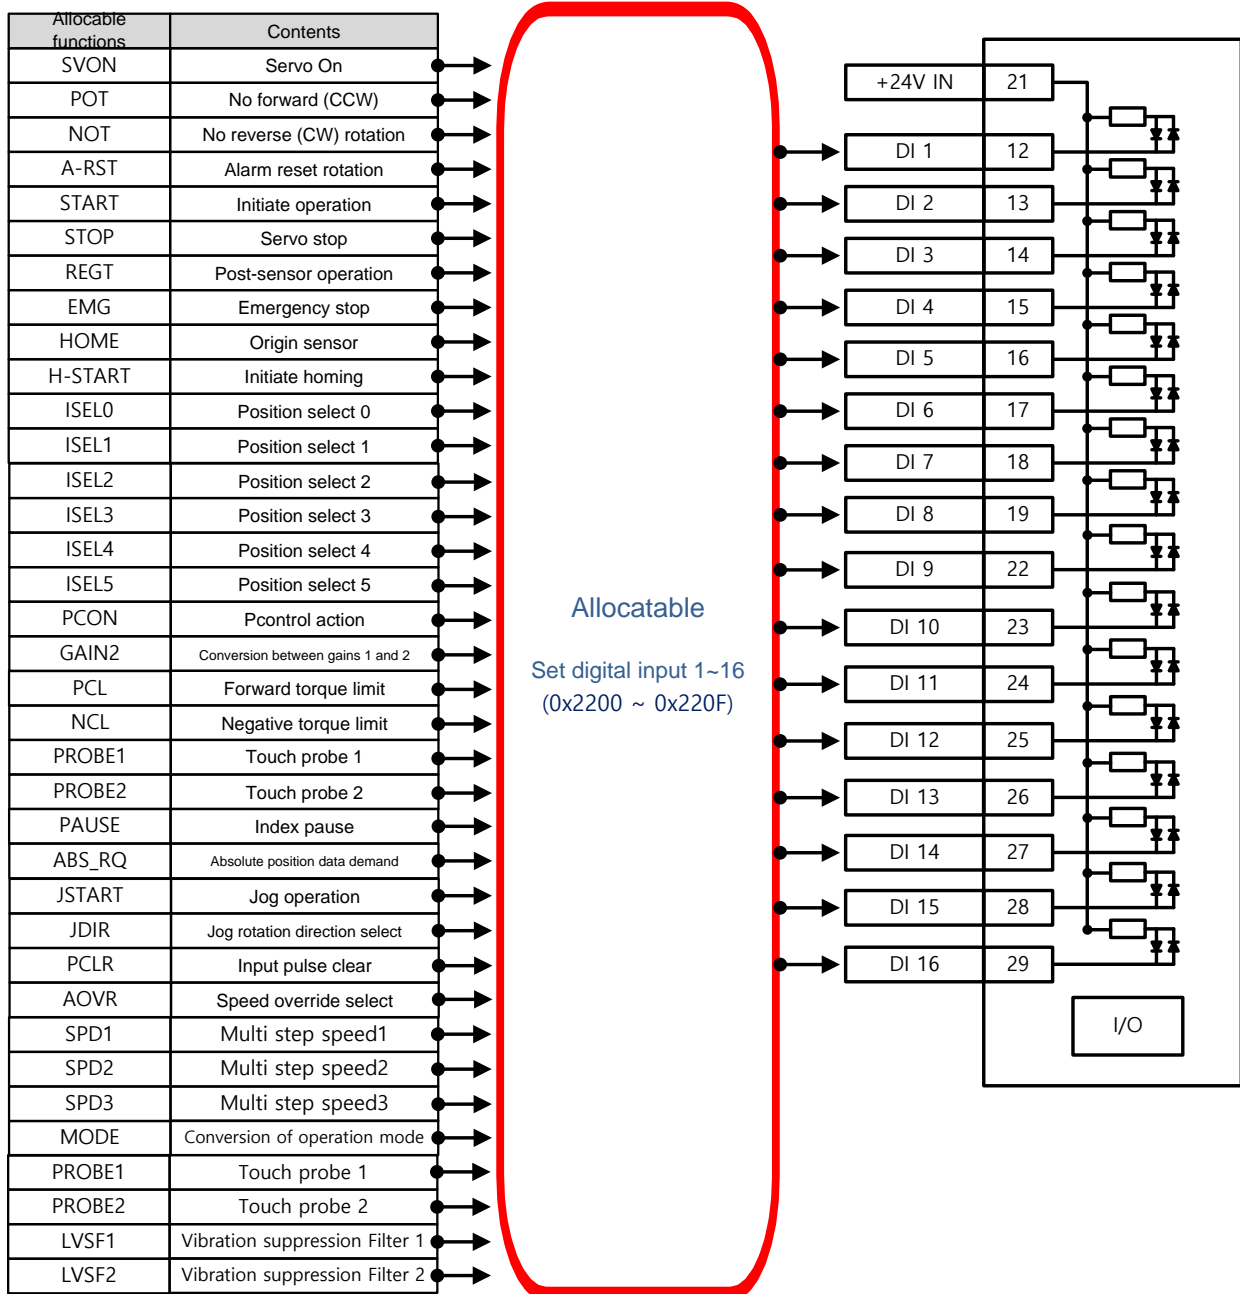 Allocable
functions
Contents
SVON
Servo On
POT
No forward (CCW)
NOT
No reverse (CW) rotation
A-RST
Alarm reset rotation
START
Initiate operation
STOP
Servo stop
REGT
Post-sensor operation
EMG
Emergency stop
HOME
Origin sensor
H-START
Initiate homing
ISEL0
Position select 0
ISEL1
Position select 1
ISEL2
Position select 2
ISEL3
Position select 3
ISEL4
Position select 4
ISEL5
Position select 5
PCON
Pcontrol action
GAIN2
Conversion between gains 1 and 2
PCL
Forward torque limit
NCL
Negative torque limit
PROBE1
Touch probe 1
PROBE2
Touch probe 2
PAUSE
Index pause
ABS_RQ
Absolute position data demand
JSTART
Jog operation
JDIR
Jog rotation direction select
PCLR
Input pulse clear
AOVR
Speed override select
SPD1
Multi step speed1
SPD2
Multi step speed2
SPD3
Multi step speed3
MODE
Conversion of operation mode
PROBE1
Touch probe 1
PROBE2
Touch probe 2
LVSF1
Vibration suppression Filter 1
LVSF2
Vibration suppression Filter 2
Allocatable
Set digital input 1~16
(0x2200 ~ 0x220F)
+24V IN
21
DI 1
12
DI 2
13
DI 3
14
DI 4
15
DI 5
16
DI 6
17
DI 7
18
DI 8
19
DI 9
22
DI 10
23
DI 11
24
DI 12
25
DI 13
26
DI 14
27
DI 15
28
DI 16
29
I/O